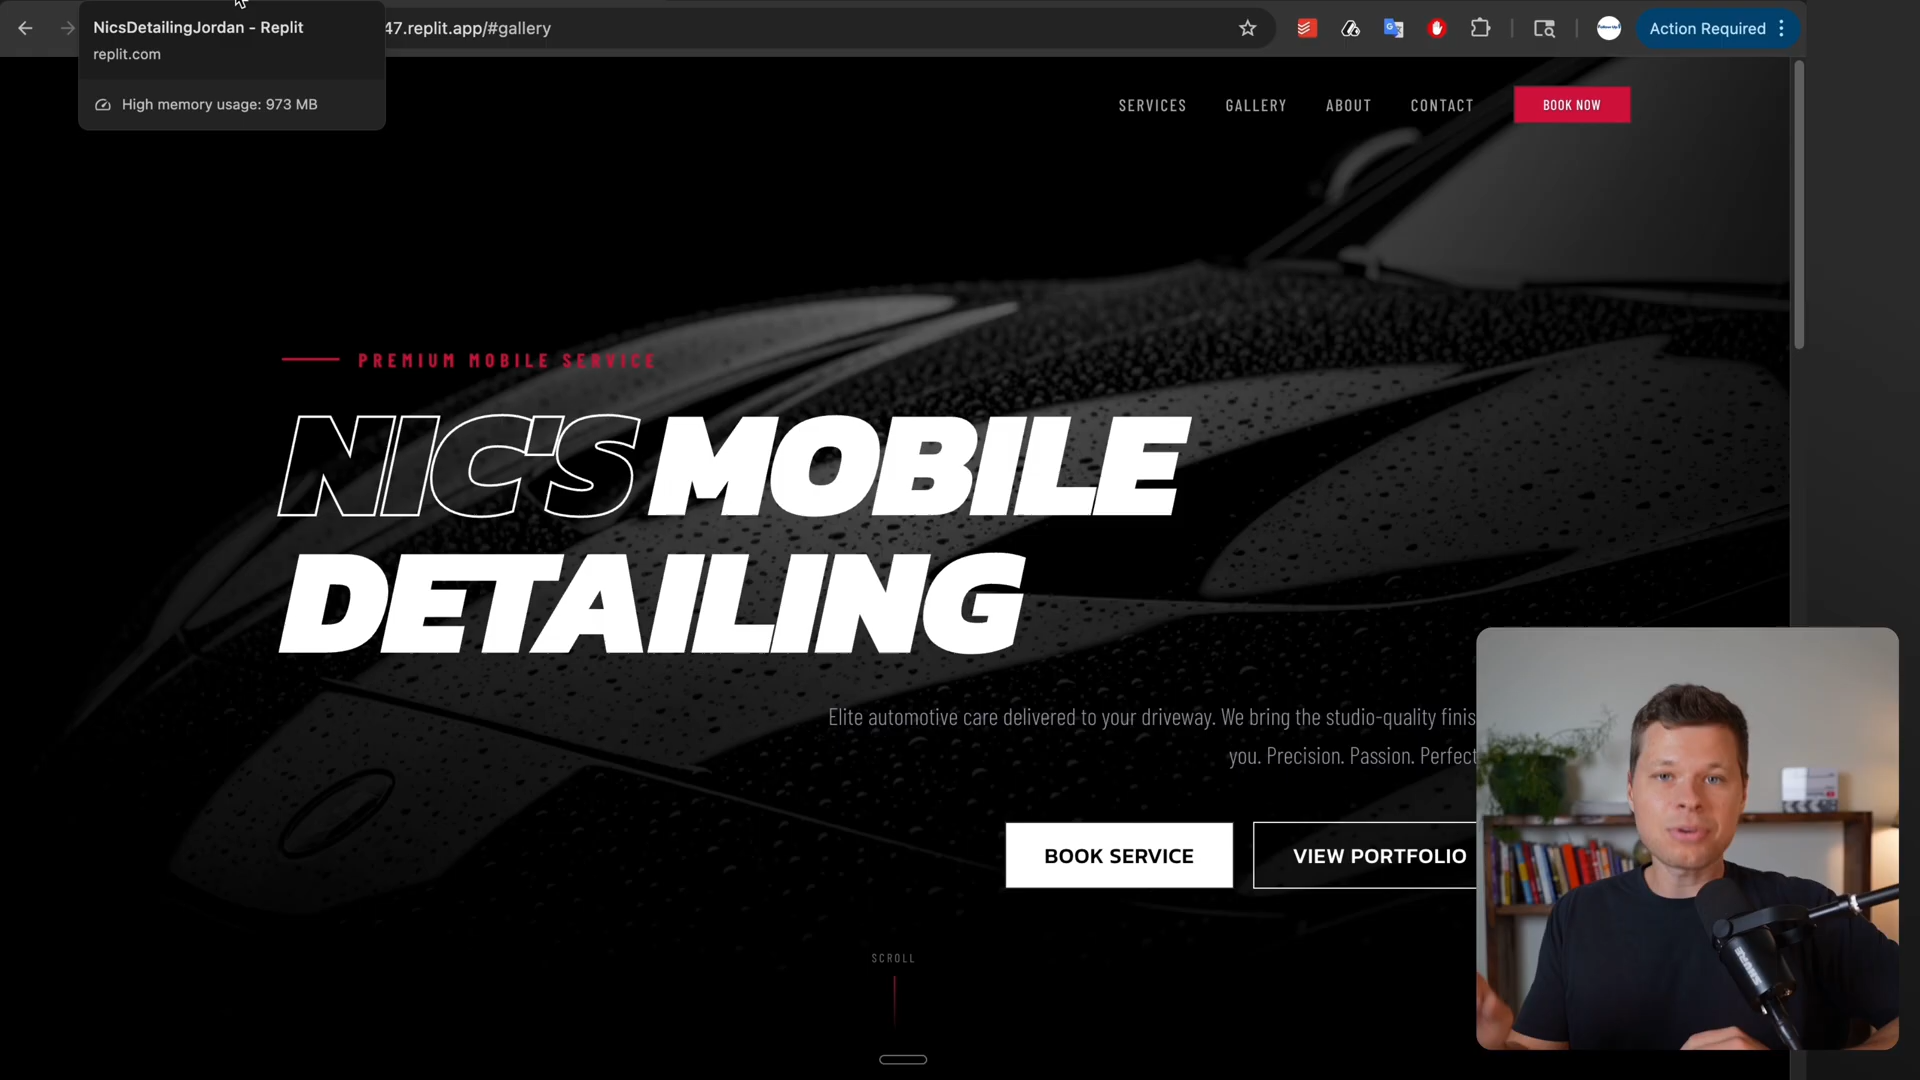 NicsDetailingJordan - Replit
replit.com
High memory usage: 973 MB
47.replit.app/#gallery
Action Required
SERVICES
GALLERY
ABOUT
CONTACT
BOOK NOW
PREMIUM MOBILE SERVICE
NIC'S MOBILE
DETAILING
Elite automotive care delivered to your driveway. We bring the studio-quality finis
you. Precision. Passion. Perfect
BOOK SERVICE
VIEW PORTFOLIO
SCROLL
SHURE